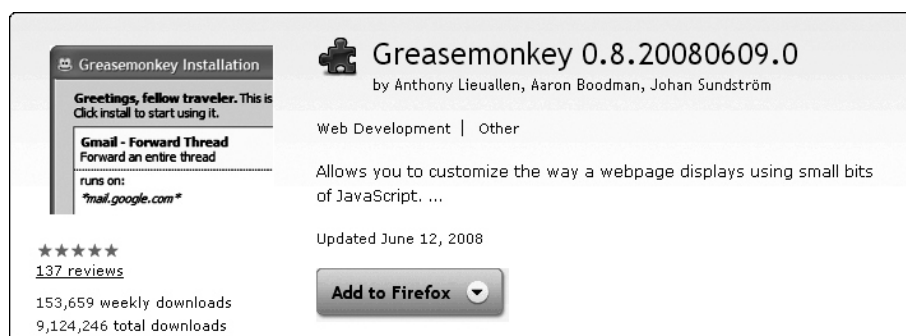 Greasemonkey Installation
Greetings, fellow traveler. This is
Click install to start using it.
Gmail - Forward Thread
Forward an entire thread
runs on:
*mail.google.com*
137 reviews
153,659 weekly downloads
9,124,246 total downloads
Greasemonkey 0.8.20080609.0
by Anthony Lieuallen, Aaron Boodman, Johan Sundström
Web Development | Other
Allows you to customize the way a webpage displays using small bits
of JavaScript. ...
Updated June 12, 2008
Add to Firefox